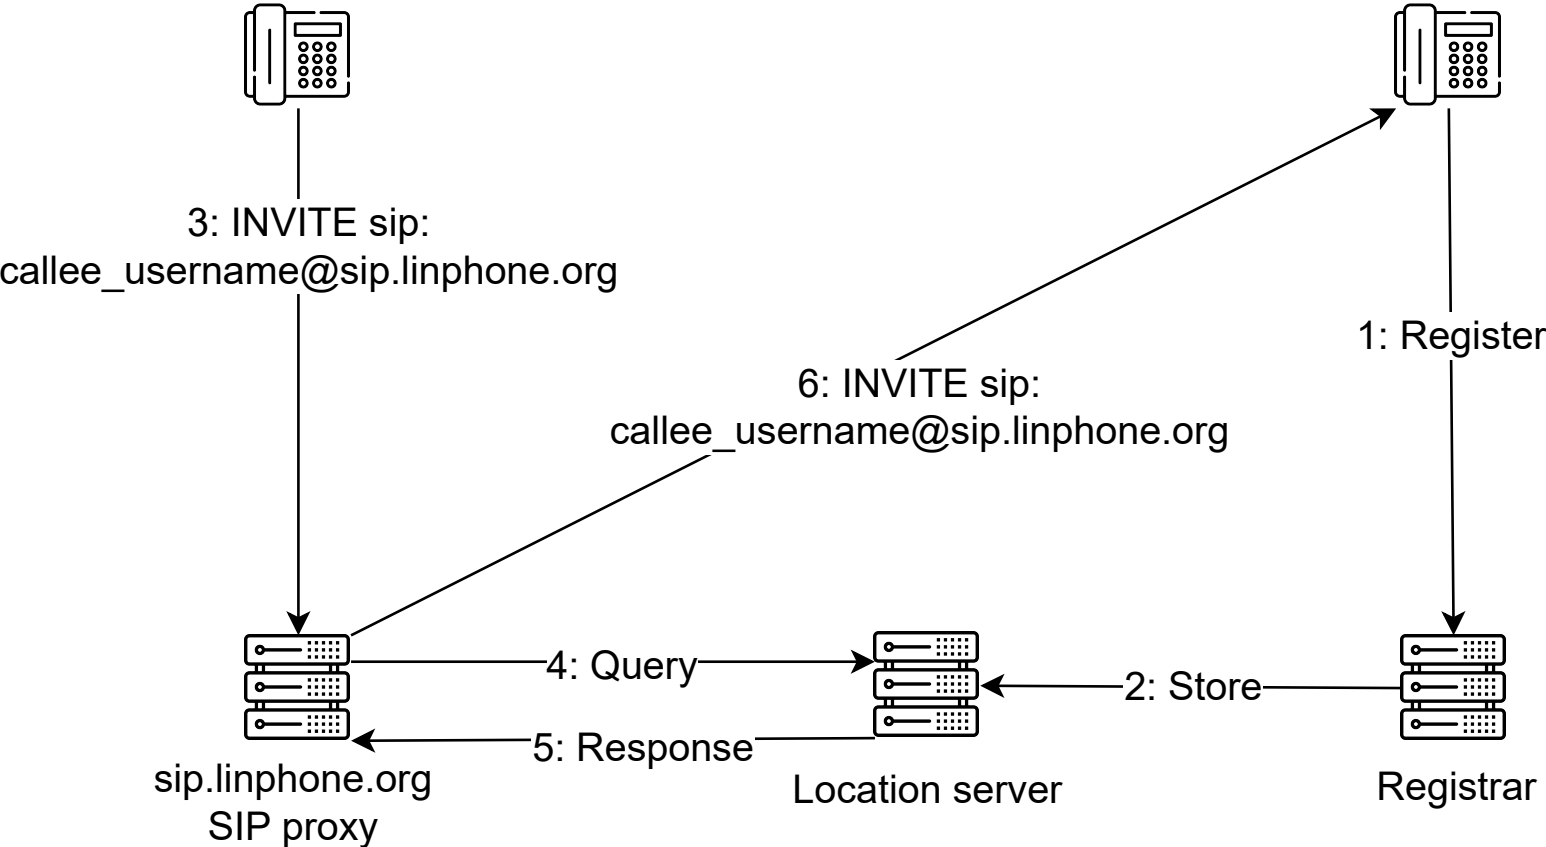 3: INVITE sip:
callee_username@sip.linphone.org
1: Register
6: INVITE sip:
callee_username@sip.linphone.org
4: Query
2: Store
5: Response
sip.linphone.org
SIP proxy
Location server
Registrar